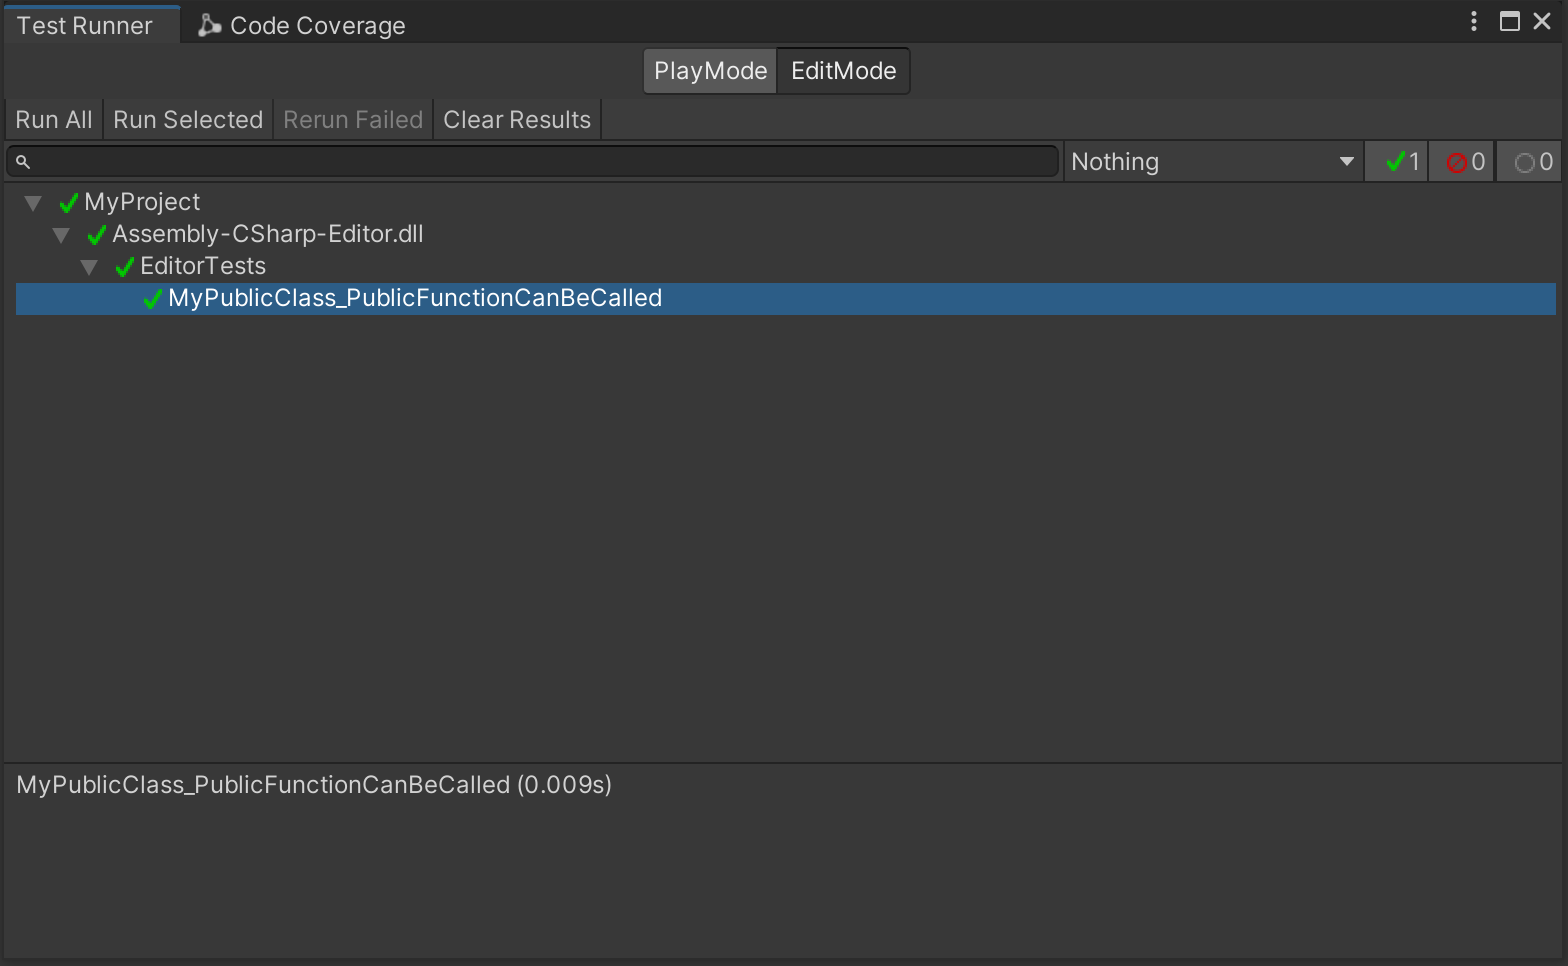 Test Runner Code Coverage
PlayMode EditMode
Run All Run Selected Rerun Failed Clear Results
Nothing 1 0 0
MyProject
Assembly-CSharp-Editor.dll
EditorTests
MyPublicClass_PublicFunctionCanBeCalled
MyPublicClass_PublicFunctionCanBeCalled (0.009s)